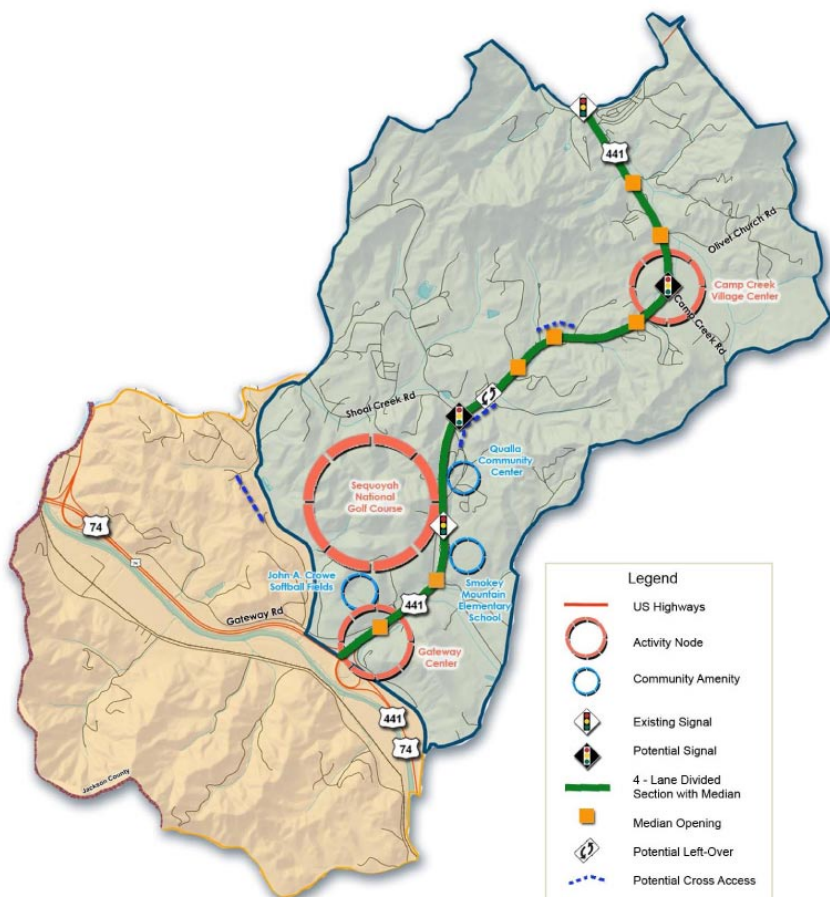 441
Olivet Church Rd
Camp Creek
Village Center
Camp Creek Rd
Shoal Creek Rd
Qualla
Community
Center
Sequoyah
National
Golf Course
74
John A. Crowe
Softball Fields
Smokey
Mountain
Elementary
School
441
Gateway Rd
Gateway
Center
441
74
Jackson County
Legend
US Highways
Activity Node
Community Amenity
Existing Signal
Potential Signal
4 - Lane Divided
Section with Median
Median Opening
Potential Left-Over
Potential Cross Access